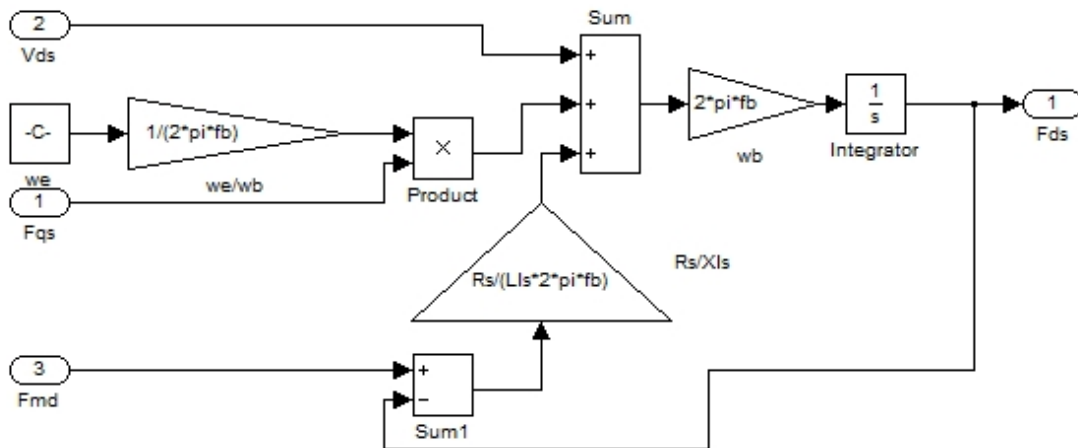 2
Vds
-C-
we
1/(2*pi*fb)
we/wb
1
Fqs
×
Product
Sum
+
+
+
2*pi*fb
wb
1
s
Integrator
1
Fds
Rs/(Lls*2*pi*fb)
Rs/Xls
3
Fmd
+
−
Sum1